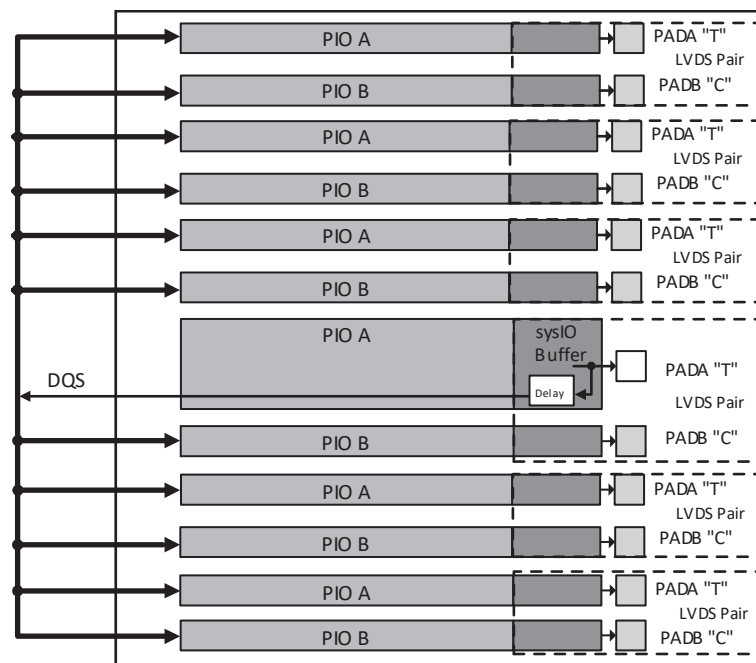 PIO A
PADA "T"
LVDS Pair
PIO B
PADB "C"
PIO A
PADA "T"
LVDS Pair
PIO B
PADB "C"
PIO A
PADA "T"
LVDS Pair
PIO B
PADB "C"
PIO A
sysIO
Buffer
PADA "T"
DQS
Delay
LVDS Pair
PIO B
PADB "C"
PIO A
PADA "T"
LVDS Pair
PIO B
PADB "C"
PIO A
PADA "T"
LVDS Pair
PIO B
PADB "C"